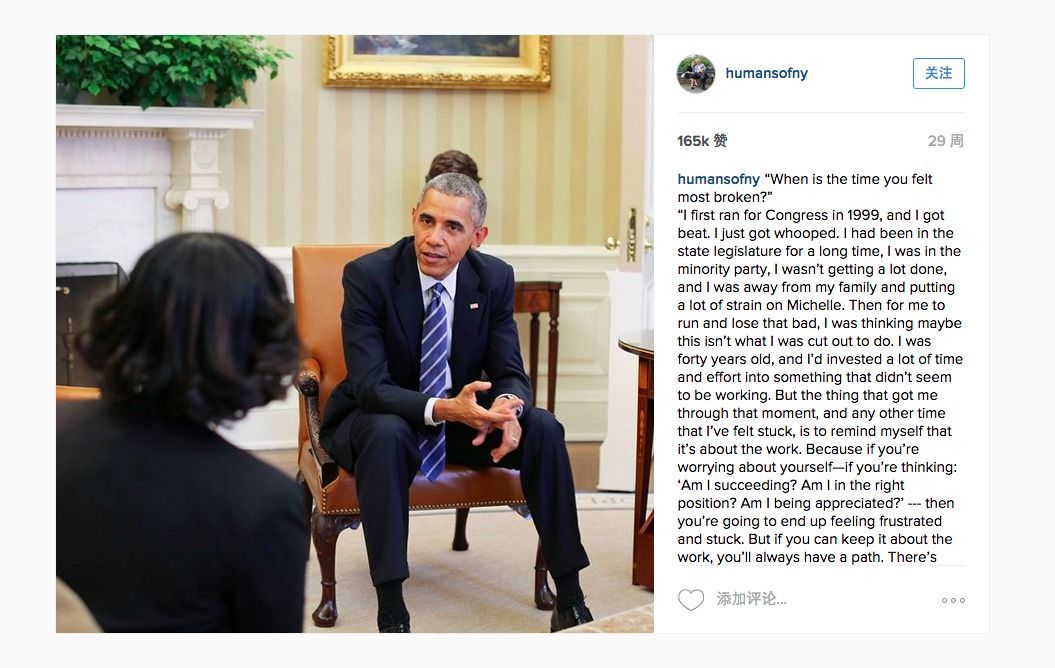 humansofny
关注
165k 赞
29 周
humansofny “When is the time you felt
most broken?”
“I first ran for Congress in 1999, and I got
beat. I just got whooped. I had been in the
state legislature for a long time, I was in the
minority party, I wasn’t getting a lot done,
and I was away from my family and putting
a lot of strain on Michelle. Then for me to
run and lose that bad, I was thinking maybe
this isn’t what I was cut out to do. I was
forty years old, and I’d invested a lot of time
and effort into something that didn’t seem
to be working. But the thing that got me
through that moment, and any other time
that I’ve felt stuck, is to remind myself that
it’s about the work. Because if you’re
worrying about yourself—if you’re thinking:
‘Am I succeeding? Am I in the right
position? Am I being appreciated?’ --- then
you’re going to end up feeling frustrated
and stuck. But if you can keep it about the
work, you’ll always have a path. There’s
添加评论...